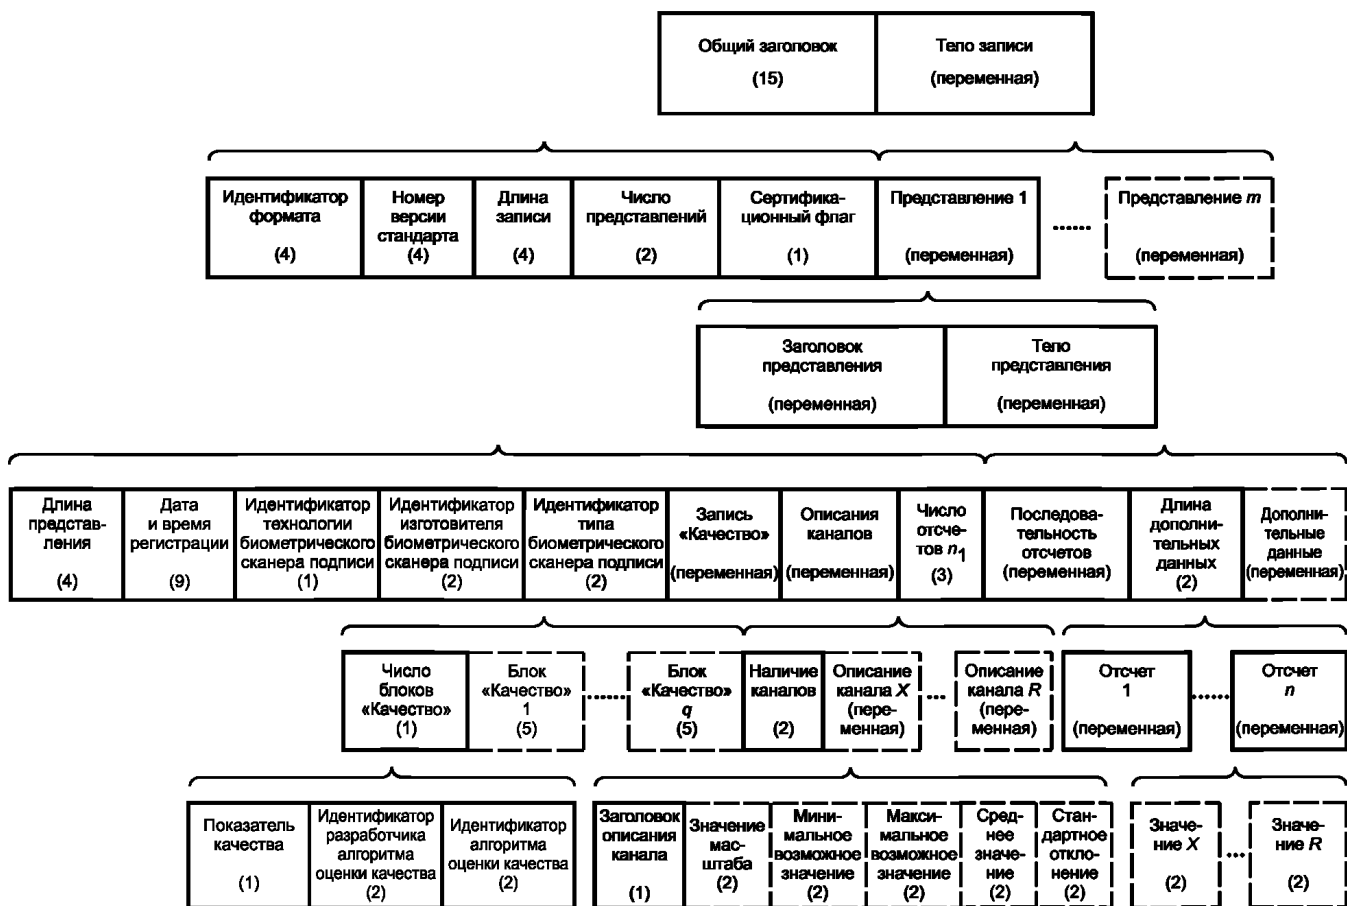 Общий заголовок
(15)
Тело записи
(переменная)
Идентификатор
формата
(4)
Номер
версии
стандарта
(4)
Длина
записи
(4)
Число
представлений
(2)
Сертифика-
ционный флаг
(1)
Представление 1
(переменная)
......
Представление m
(переменная)
Заголовок
представления
(переменная)
Тело
представления
(переменная)
Длина
представ-
ления
(4)
Дата
и время
регистрации
(9)
Идентификатор
технологии
биометрического
сканера подписи
(1)
Идентификатор
изготовителя
биометрического
сканера подписи
(2)
Идентификатор
типа
биометрического
сканера подписи
(2)
Запись
«Качество»
(переменная)
Описания
каналов
(переменная)
Число
отсче-
тов n1
(3)
Последова-
тельность
отсчетов
(переменная)
Длина
дополни-
тельных
данных
(2)
Дополни-
тельные
данные
(переменная)
Число
блоков
«Качество»
(1)
Блок
«Качество»
1
(5)
......
Блок
«Качество»
q
(5)
Наличие
каналов
(2)
Описание
канала X
(пере-
менная)
...
Описание
канала R
(пере-
менная)
Отсчет
1
(переменная)
......
Отсчет
n
(переменная)
Показатель
качества
(1)
Идентификатор
разработчика
алгоритма
оценки качества
(2)
Идентификатор
алгоритма
оценки качества
(2)
Заголовок
описания
канала
(1)
Значение
мас-
штаба
(2)
Мини-
мальное
возможное
значение
(2)
Макси-
мальное
возможное
значение
(2)
Сред-
нее
значе-
ние
(2)
Стан-
дартное
откло-
нение
(2)
Значе-
ние X
(2)
...
Значе-
ние R
(2)